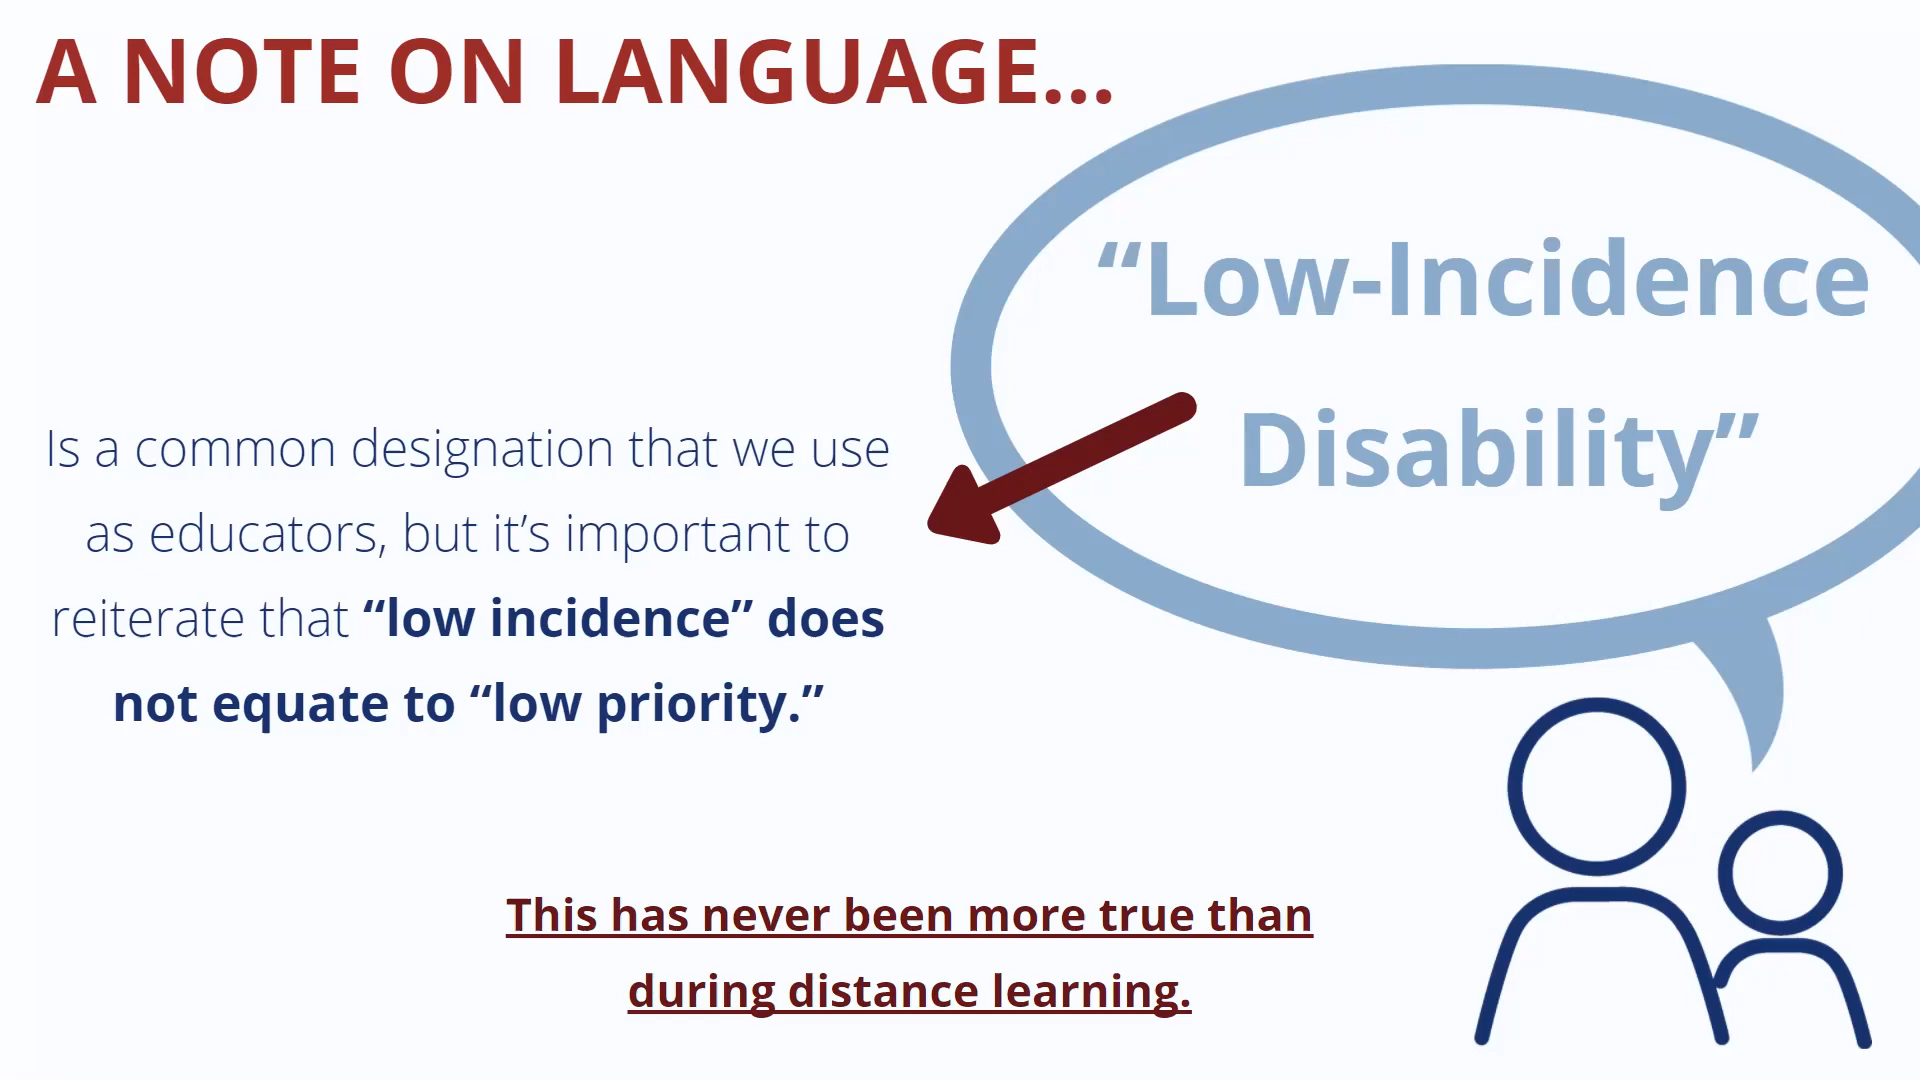 A NOTE ON LANGUAGE...
“Low-Incidence
Disability”
Is a common designation that we use
as educators, but it’s important to
reiterate that “low incidence” does
not equate to “low priority.”
This has never been more true than
during distance learning.